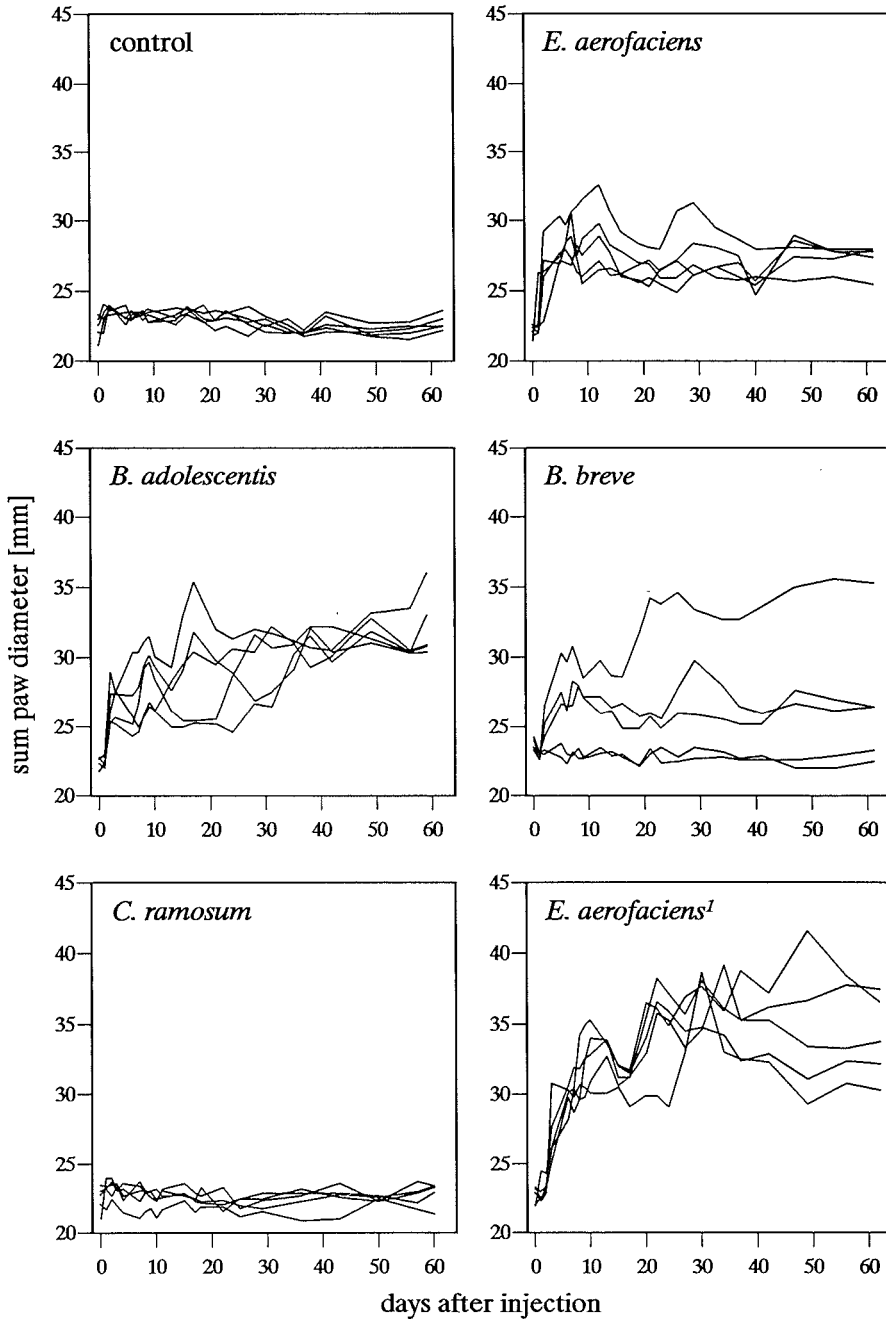 45
40
35
30
25
20
control
0 10 20 30 40 50 60
45
40
35
30
25
20
E. aerofaciens
0 10 20 30 40 50 60
sum paw diameter [mm]
45
40
35
30
25
20
B. adolescentis
0 10 20 30 40 50 60
45
40
35
30
25
20
B. breve
0 10 20 30 40 50 60
45
40
35
30
25
20
C. ramosum
0 10 20 30 40 50 60
45
40
35
30
25
20
E. aerofaciens¹
0 10 20 30 40 50 60
days after injection